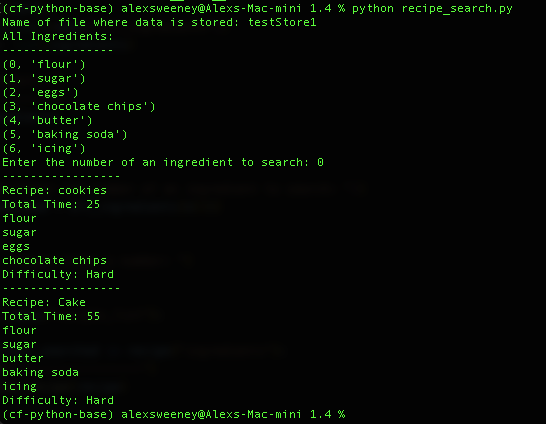 (cf-python-base) alexsweeney@Alexs-Mac-mini 1.4 % python recipe_search.py
Name of file where data is stored: testStore1
All Ingredients:
---------------
(0, 'flour')
(1, 'sugar')
(2, 'eggs')
(3, 'chocolate chips')
(4, 'butter')
(5, 'baking soda')
(6, 'icing')
Enter the number of an ingredient to search: 0
-----------------
Recipe: cookies
Total Time: 25
flour
sugar
eggs
chocolate chips
Difficulty: Hard
-----------------
Recipe: Cake
Total Time: 55
flour
sugar
butter
baking soda
icing
Difficulty: Hard
(cf-python-base) alexsweeney@Alexs-Mac-mini 1.4 %